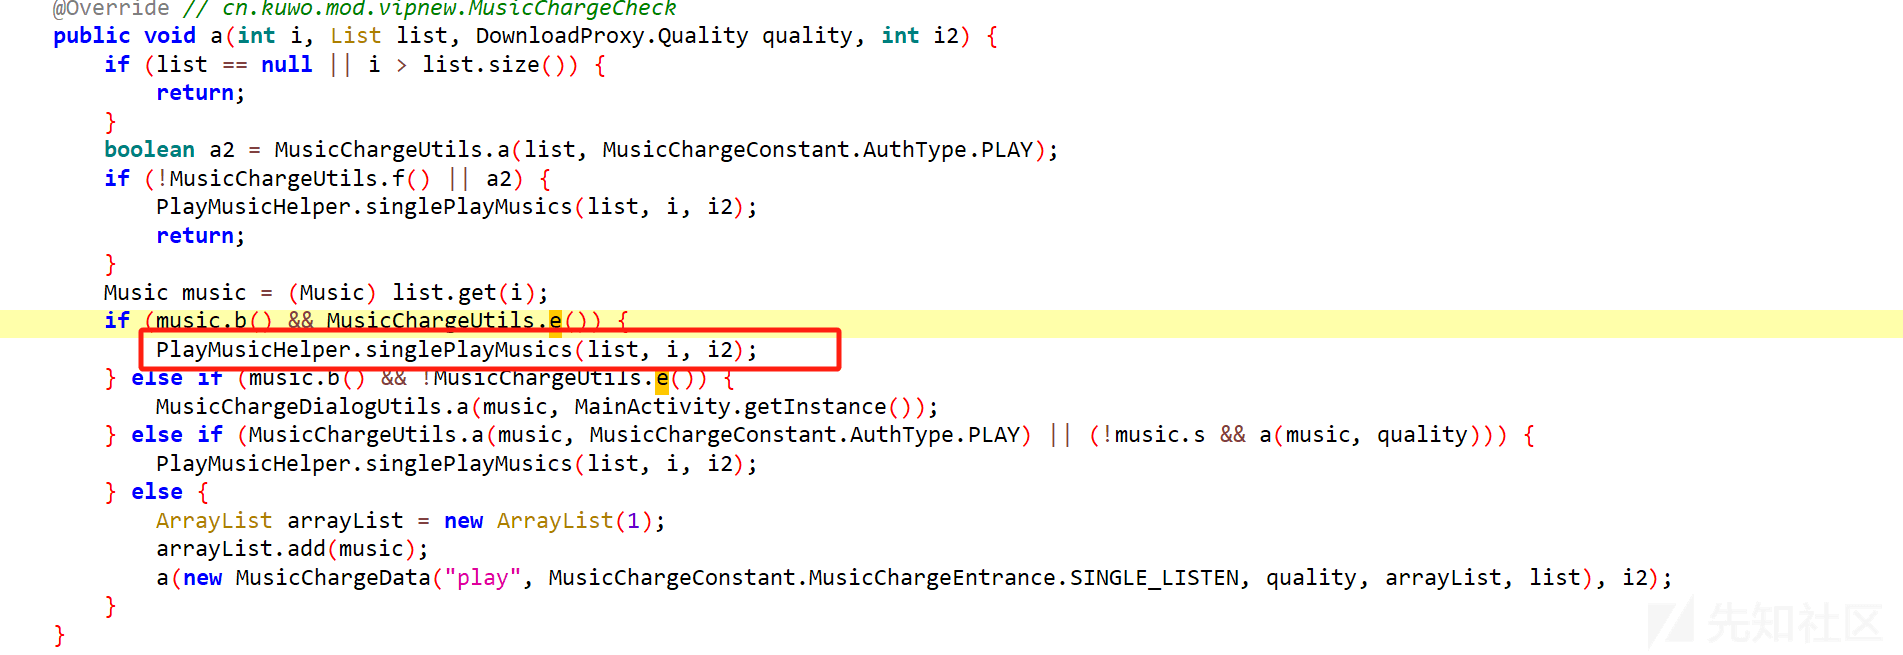 @Override // cn.kuwo.mod.vipnew.MusicChargeCheck
public void a(int i, List list, DownloadProxy.Quality quality, int i2) {
if (list == null || i > list.size()) {
return;
}
boolean a2 = MusicChargeUtils.a(list, MusicChargeConstant.AuthType.PLAY);
if (!MusicChargeUtils.f() || a2) {
PlayMusicHelper.singlePlayMusics(list, i, i2);
return;
}
Music music = (Music) list.get(i);
if (music.b() && MusicChargeUtils.e()) {
PlayMusicHelper.singlePlayMusics(list, i, i2);
} else if (music.b() && !MusicChargeUtils.e()) {
MusicChargeDialogUtils.a(music, MainActivity.getInstance());
} else if (MusicChargeUtils.a(music, MusicChargeConstant.AuthType.PLAY) || (!music.s && a(music, quality))) {
PlayMusicHelper.singlePlayMusics(list, i, i2);
} else {
ArrayList arrayList = new ArrayList(1);
arrayList.add(music);
a(new MusicChargeData("play", MusicChargeConstant.MusicChargeEntrance.SINGLE_LISTEN, quality, arrayList, list), i2);
}
}
先知社区